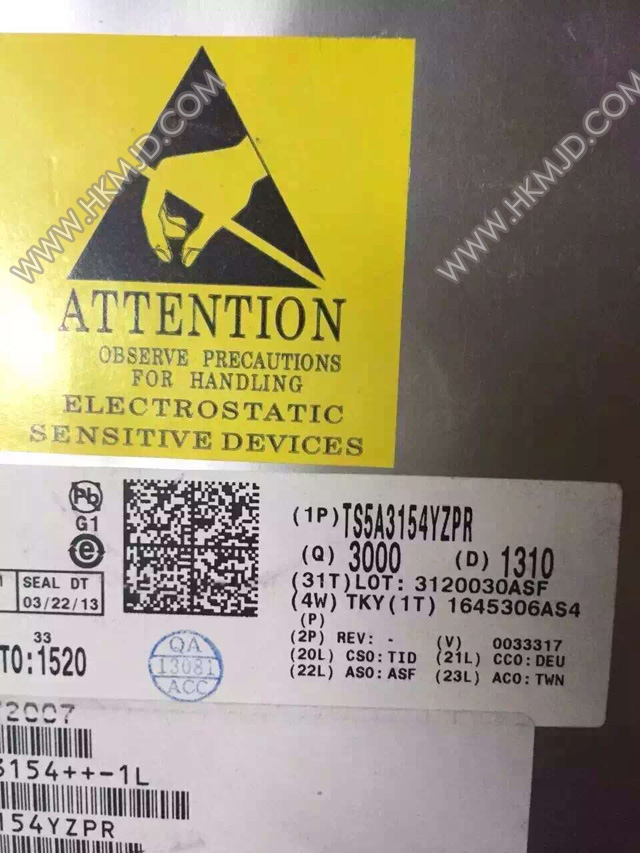 WWW.HKMJD.COM
WWW.HKMJD.COM
ATTENTION
OBSERVE PRECAUTIONS
FOR HANDLING
ELECTROSTATIC
SENSITIVE DEVICES
Pb
G1
e
SEAL DT
03/22/13
33
TO:1520
QA
13081
ACC
(1P) TS5A3154YZPR
(Q) 3000 (D) 1310
(31T)LOT: 3120030ASF
(4W) TKY(1T) 1645306AS4
(P)
(2P) REV: - (V) 0033317
(20L) CSO:TID (21L) CCO:DEU
(22L) ASO:ASF (23L) ACO:TWN
2007
3154++-1L
154YZPR